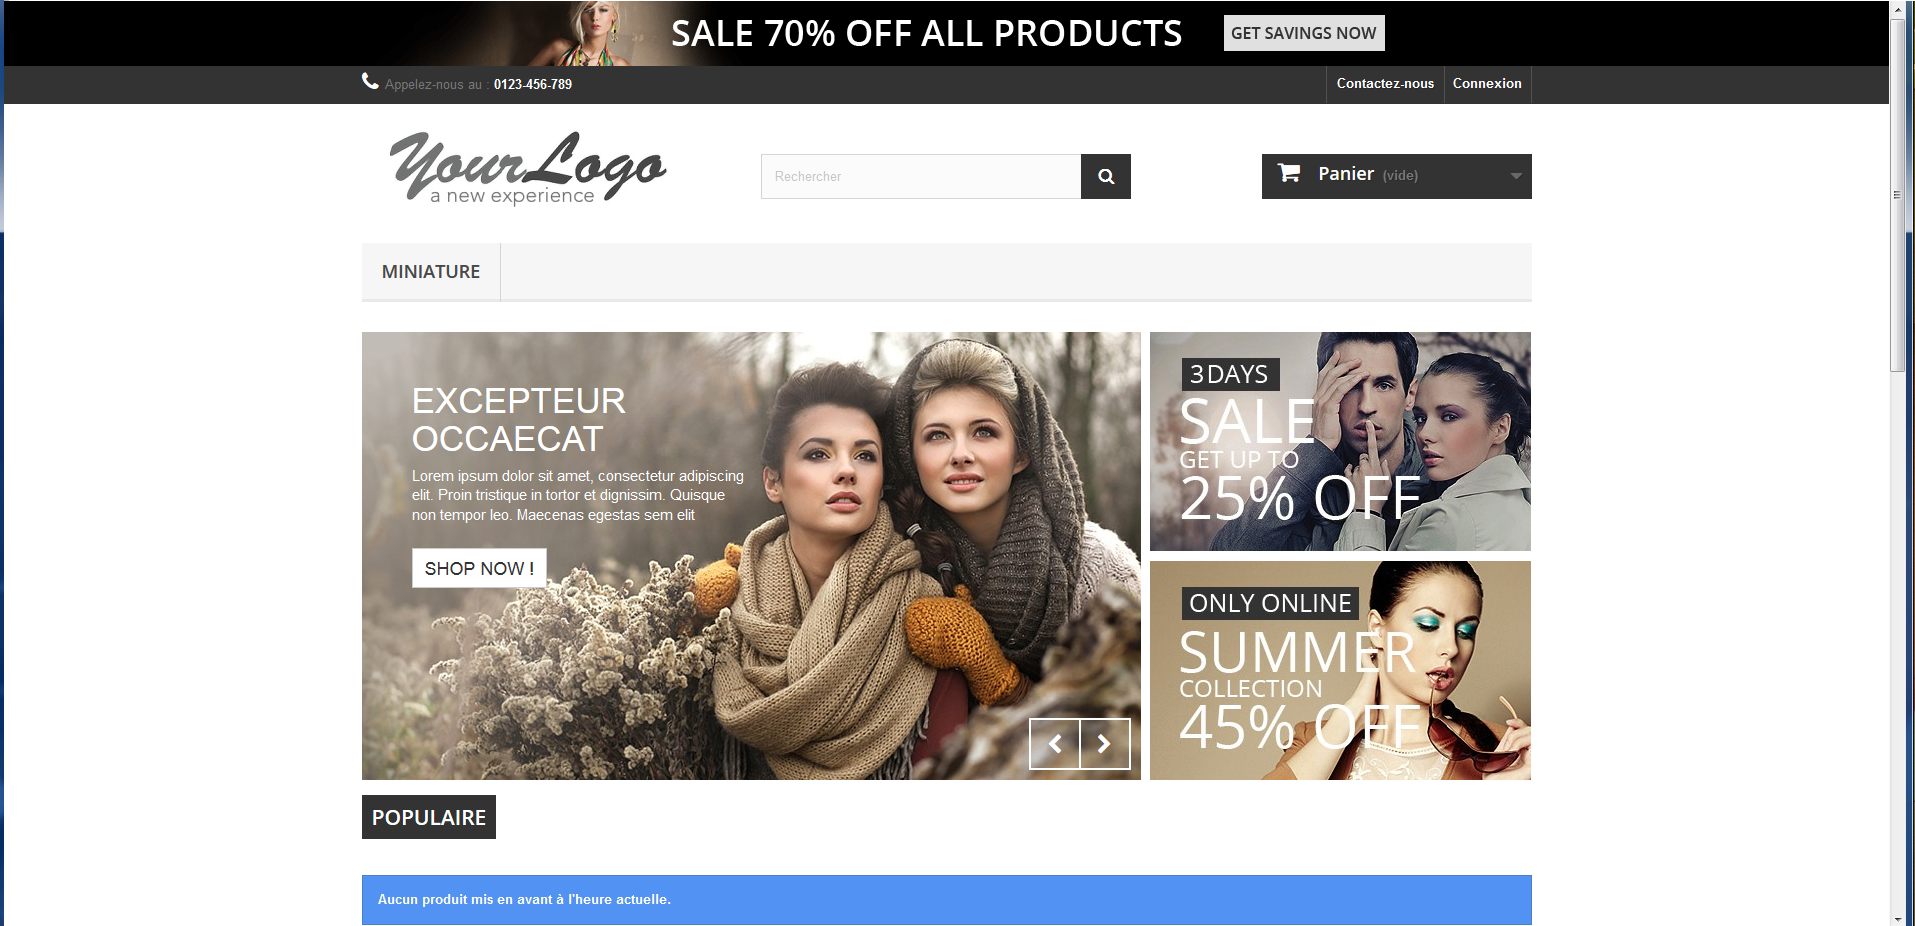 SALE 70% OFF ALL PRODUCTS
GET SAVINGS NOW
Appelez-nous au : 0123-456-789
Contactez-nous
Connexion
YourLogo
a new experience
Rechercher
Panier (vide)
MINIATURE
EXCEPTEUR
OCCAECAT
Lorem ipsum dolor sit amet, consectetur adipiscing
elit. Proin tristique in tortor et dignissim. Quisque
non tempor leo. Maecenas egestas sem elit
SHOP NOW !
3 DAYS
SALE
GET UP TO
25% OFF
ONLY ONLINE
SUMMER
COLLECTION
45% OFF
POPULAIRE
Aucun produit mis en avant à l'heure actuelle.